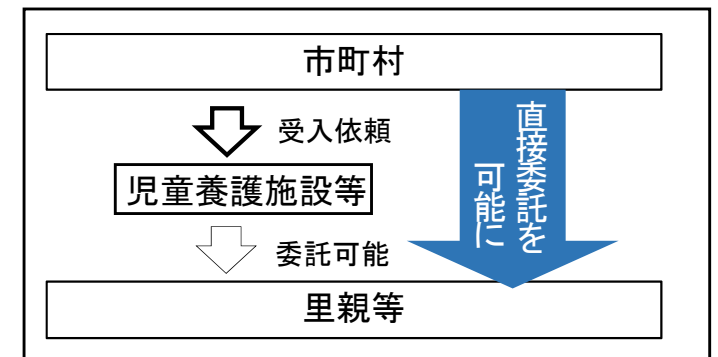 市町村
受入依頼
児童養護施設等
委託可能
里親等
直接委託を
可能に